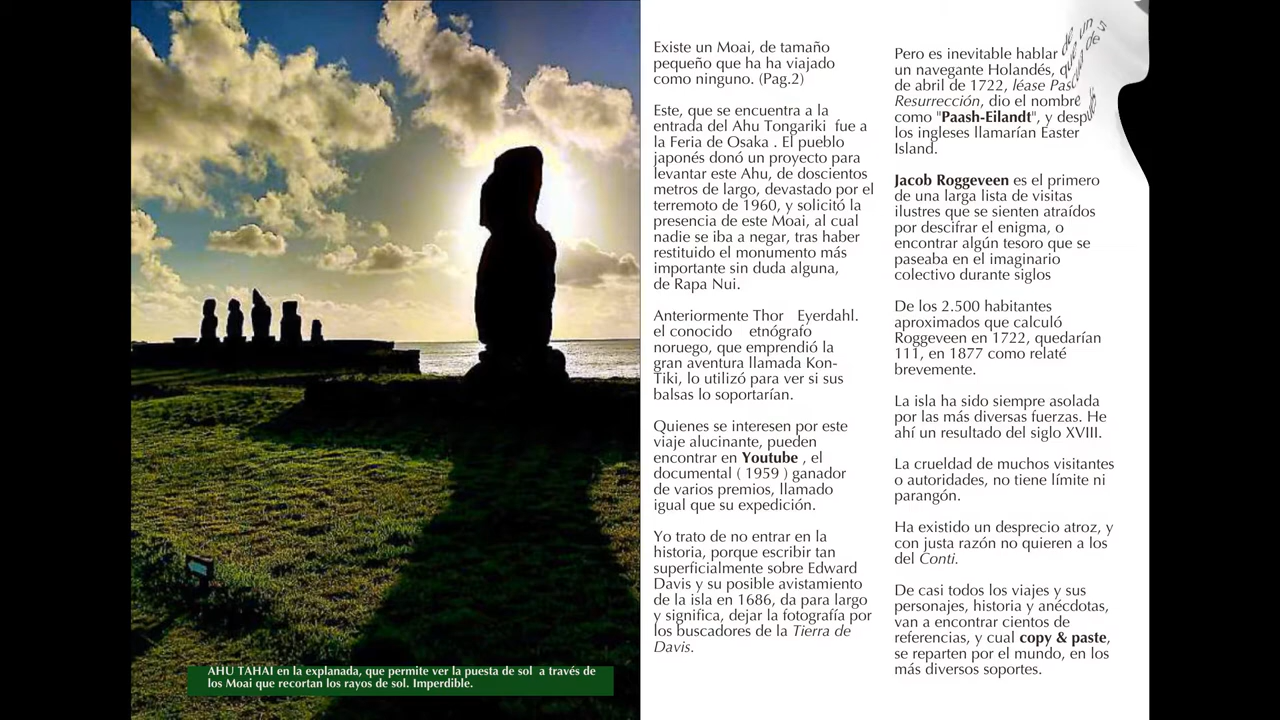 Existe un Moai, de tamaño
pequeño que ha ha viajado
como ninguno. (Pag.2)
Este, que se encuentra a la
entrada del Ahu Tongariki fue a
la Feria de Osaka . El pueblo
japonés donó un proyecto para
levantar este Ahu, de doscientos
metros de largo, devastado por el
terremoto de 1960, y solicitó la
presencia de este Moai, al cual
nadie se iba a negar, tras haber
restituido el monumento más
importante sin duda alguna,
de Rapa Nui.
Anteriormente Thor Eyerdahl.
el conocido etnógrafo
noruego, que emprendió la
gran aventura llamada Kon-
Tiki, lo utilizó para ver si sus
balsas lo soportarían.
Quienes se interesen por este
viaje alucinante, pueden
encontrar en Youtube , el
documental ( 1959 ) ganador
de varios premios, llamado
igual que su expedición.
Yo trato de no entrar en la
historia, porque escribir tan
superficialmente sobre Edward
Davis y su posible avistamiento
de la isla en 1686, da para largo
y significa, dejar la fotografía por
los buscadores de la Tierra de
Davis.
Pero es inevitable hablar de
un navegante Holandés, que un
de abril de 1722, léase Pascua de
Resurrección, dio el nombre
como "Paash-Eilandt", y después
los ingleses llamarían Easter
Island.
Jacob Roggeveen es el primero
de una larga lista de visitas
ilustres que se sienten atraídos
por descifrar el enigma, o
encontrar algún tesoro que se
paseaba en el imaginario
colectivo durante siglos
De los 2.500 habitantes
aproximados que calculó
Roggeveen en 1722, quedarían
111, en 1877 como relaté
brevemente.
La isla ha sido siempre asolada
por las más diversas fuerzas. He
ahí un resultado del siglo XVIII.
La crueldad de muchos visitantes
o autoridades, no tiene límite ni
parangón.
Ha existido un desprecio atroz, y
con justa razón no quieren a los
del Conti.
De casi todos los viajes y sus
personajes, historia y anécdotas,
van a encontrar cientos de
referencias, y cual copy & paste,
se reparten por el mundo, en los
más diversos soportes.
AHU TAHAI en la explanada, que permite ver la puesta de sol a través de
los Moai que recortan los rayos de sol. Imperdible.